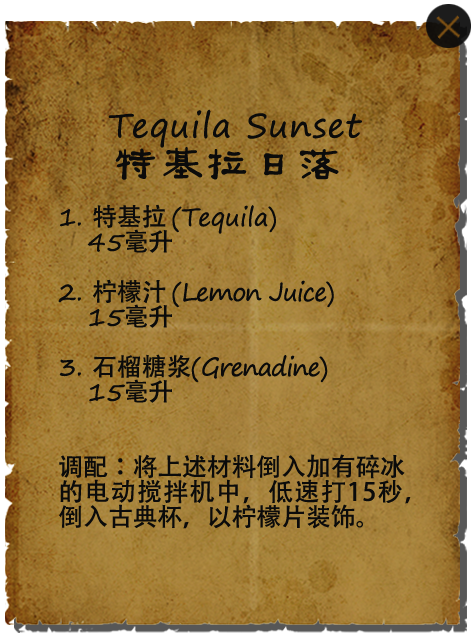 Tequila Sunset
特基拉日落
1. 特基拉(Tequila)
45毫升
2. 柠檬汁(Lemon Juice)
15毫升
3. 石榴糖浆(Grenadine)
15毫升
调配：将上述材料倒入加有碎冰
的电动搅拌机中，低速打15秒，
倒入古典杯，以柠檬片装饰。